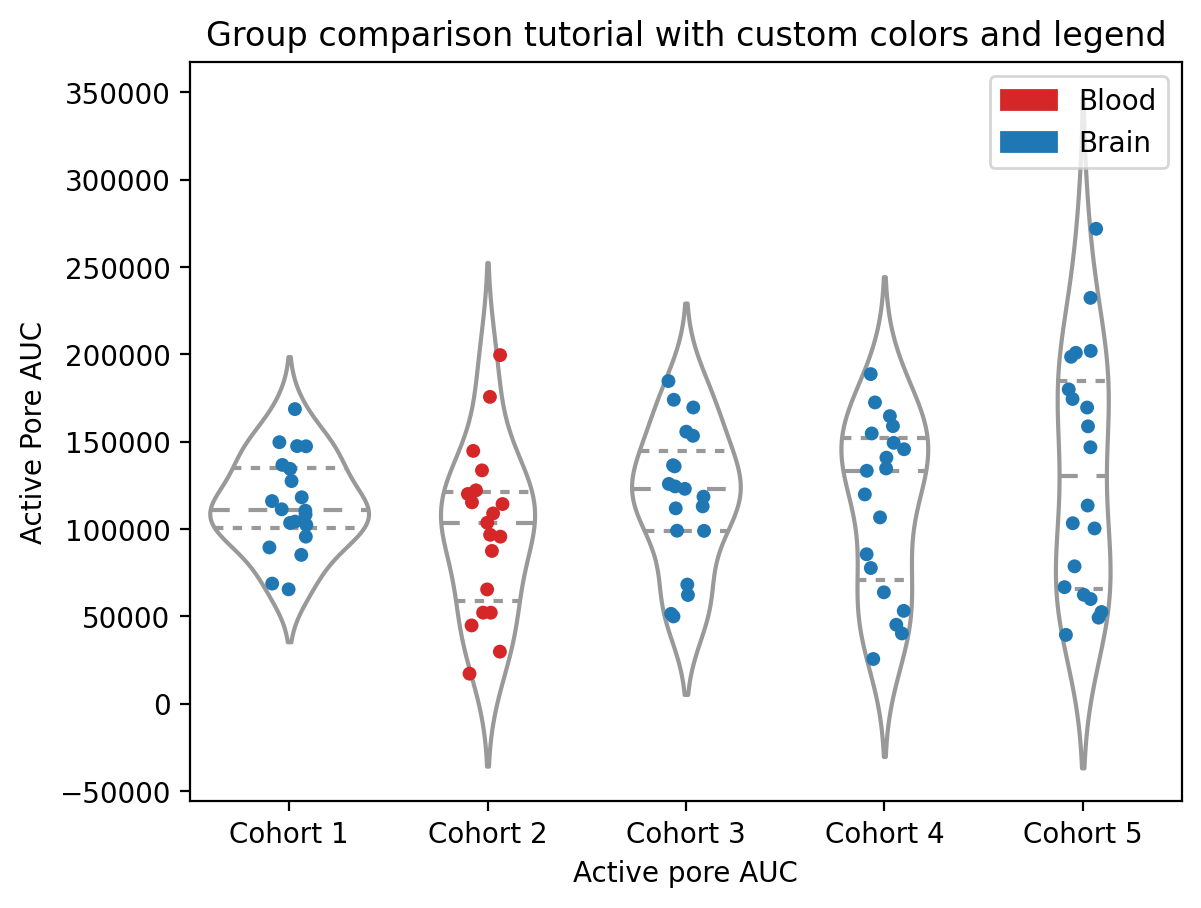 Group comparison tutorial with custom colors and legend
Active Pore AUC
350000
300000
250000
200000
150000
100000
50000
0
−50000
Blood
Brain
Cohort 1
Cohort 2
Cohort 3
Cohort 4
Cohort 5
Active pore AUC